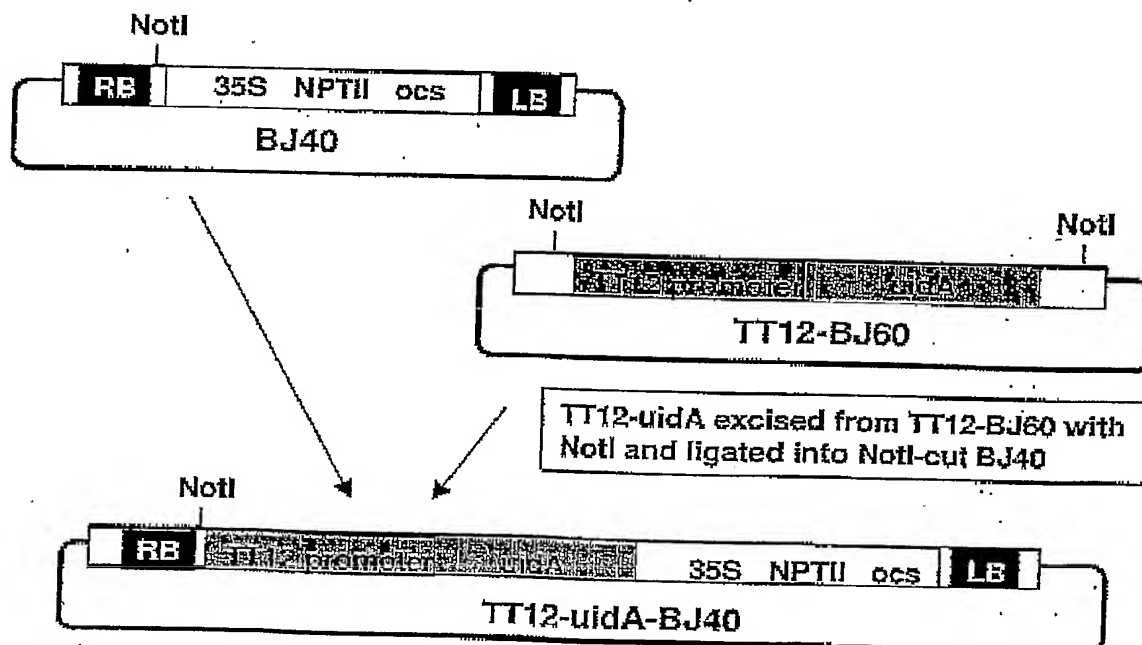 NotI
RB 35S NPTII ocs LB
BJ40
NotI NotI
TT12 promoter uidA
TT12-BJ60
TT12-uidA excised from TT12-BJ60 with
NotI and ligated into NotI-cut BJ40
NotI
RB TT12 promoter uidA 35S NPTII ocs LB
TT12-uidA-BJ40